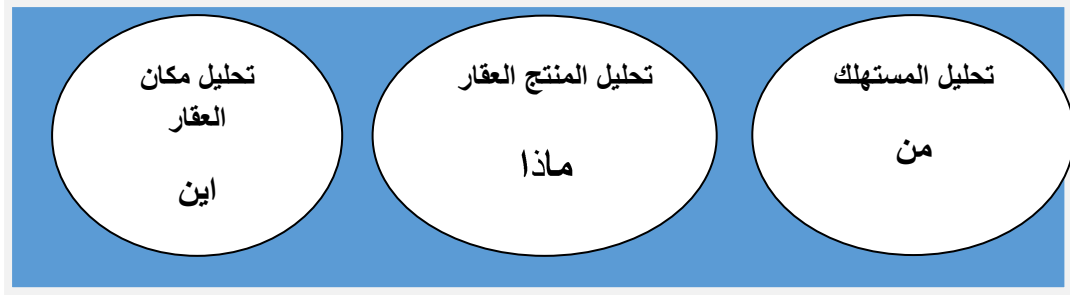 تحليل المستهلك
من
تحليل المنتج العقار
ماذا
تحليل مكان
العقار
اين